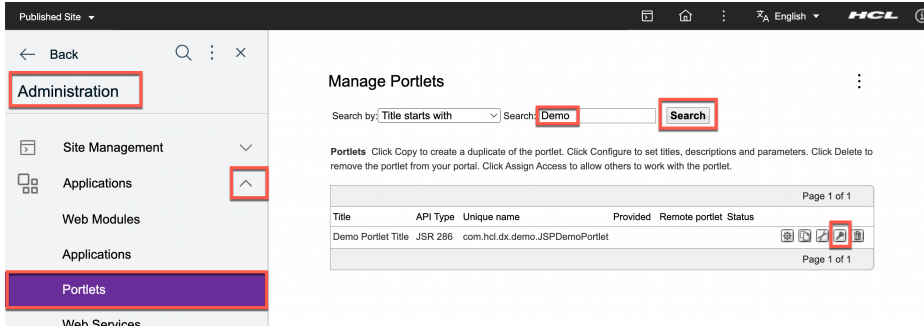 Published Site
English
HCL
Back
Administration
Site Management
Applications
Web Modules
Applications
Portlets
Web Services
Manage Portlets
Search by: Title starts with Search: Demo Search
Portlets Click Copy to create a duplicate of the portlet. Click Configure to set titles, descriptions and parameters. Click Delete to
remove the portlet from your portal. Click Assign Access to allow others to work with the portlet.
Page 1 of 1
Title API Type Unique name Provided Remote portlet Status
Demo Portlet Title JSR 286 com.hcl.dx.demo.JSPDemoPortlet
Page 1 of 1